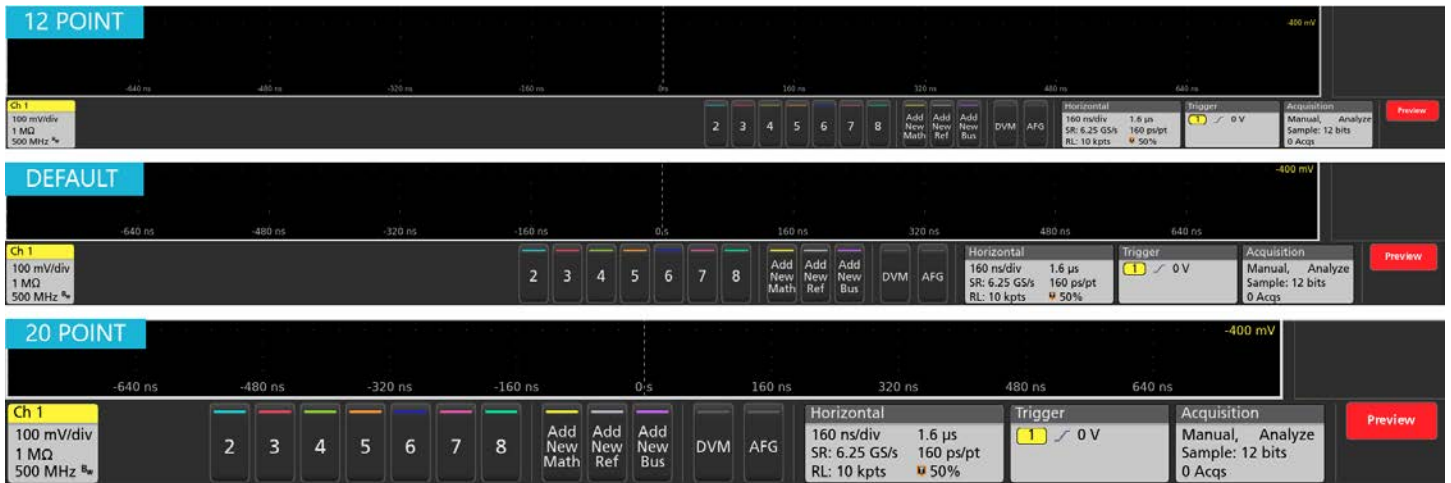 12 POINT
-400 mV
-640 ns -480 ns -320 ns -160 ns 0s 160 ns 320 ns 480 ns 640 ns
Ch 1
100 mV/div
1 MΩ
500 MHz Bw
2 3 4 5 6 7 8
Add New Math
Add New Ref
Add New Bus
DVM
AFG
Horizontal
160 ns/div 1.6 µs
SR: 6.25 GS/s 160 ps/pt
RL: 10 kpts 50%
Trigger
1 0 V
Acquisition
Manual, Analyze
Sample: 12 bits
0 Acqs
Preview
DEFAULT
-400 mV
-640 ns -480 ns -320 ns -160 ns 0s 160 ns 320 ns 480 ns 640 ns
Ch 1
100 mV/div
1 MΩ
500 MHz Bw
2 3 4 5 6 7 8
Add New Math
Add New Ref
Add New Bus
DVM
AFG
Horizontal
160 ns/div 1.6 µs
SR: 6.25 GS/s 160 ps/pt
RL: 10 kpts 50%
Trigger
1 0 V
Acquisition
Manual, Analyze
Sample: 12 bits
0 Acqs
Preview
20 POINT
-400 mV
-640 ns -480 ns -320 ns -160 ns 0s 160 ns 320 ns 480 ns 640 ns
Ch 1
100 mV/div
1 MΩ
500 MHz Bw
2 3 4 5 6 7 8
Add New Math
Add New Ref
Add New Bus
DVM
AFG
Horizontal
160 ns/div 1.6 µs
SR: 6.25 GS/s 160 ps/pt
RL: 10 kpts 50%
Trigger
1 0 V
Acquisition
Manual, Analyze
Sample: 12 bits
0 Acqs
Preview